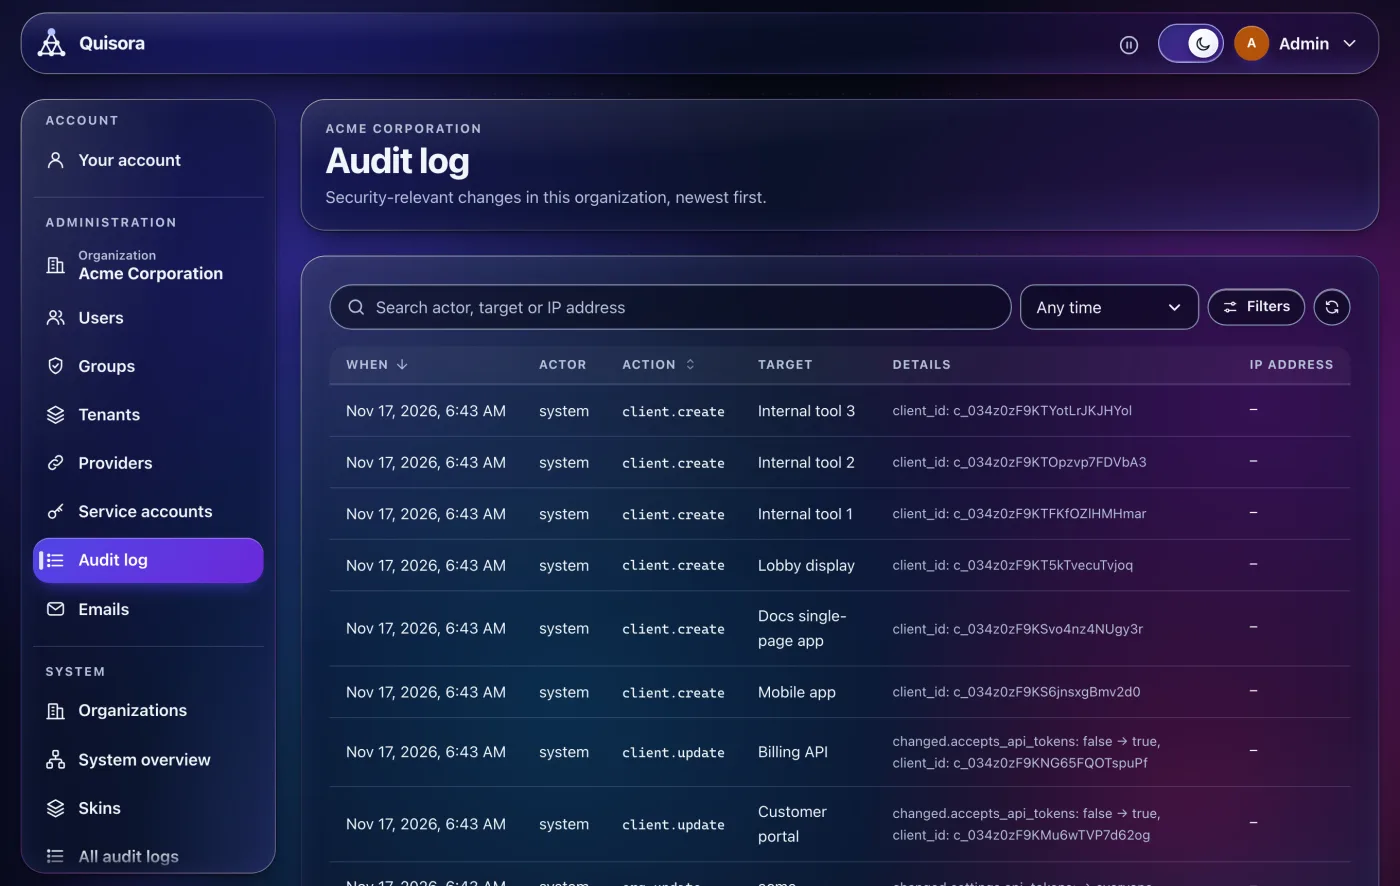 Quisora
A
Admin
ACCOUNT
Your account
ADMINISTRATION
Organization
Acme Corporation
Users
Groups
Tenants
Providers
Service accounts
Audit log
Emails
SYSTEM
Organizations
System overview
Skins
All audit logs
ACME CORPORATION
Audit log
Security-relevant changes in this organization, newest first.
Search actor, target or IP address
Any time
Filters
WHEN ACTOR ACTION TARGET DETAILS IP ADDRESS
Nov 17, 2026, 6:43 AM system client.create Internal tool 3 client_id: c_034z0zF9KTYotLrJKJHYol –
Nov 17, 2026, 6:43 AM system client.create Internal tool 2 client_id: c_034z0zF9KTOpzvp7FDVbA3 –
Nov 17, 2026, 6:43 AM system client.create Internal tool 1 client_id: c_034z0zF9KTFKfOZIHMHmar –
Nov 17, 2026, 6:43 AM system client.create Lobby display client_id: c_034z0zF9KT5kTvecuTvjoq –
Nov 17, 2026, 6:43 AM system client.create Docs single-
page app client_id: c_034z0zF9KSvo4nz4NUgy3r –
Nov 17, 2026, 6:43 AM system client.create Mobile app client_id: c_034z0zF9KS6jnsxgBmv2d0 –
Nov 17, 2026, 6:43 AM system client.update Billing API changed.accepts_api_tokens: false → true,
client_id: c_034z0zF9KNG65FQOTspuPf –
Nov 17, 2026, 6:43 AM system client.update Customer
portal changed.accepts_api_tokens: false → true,
client_id: c_034z0zF9KMu6wTVP7d62og –
Nov 17, 2026, 6:43 AM system